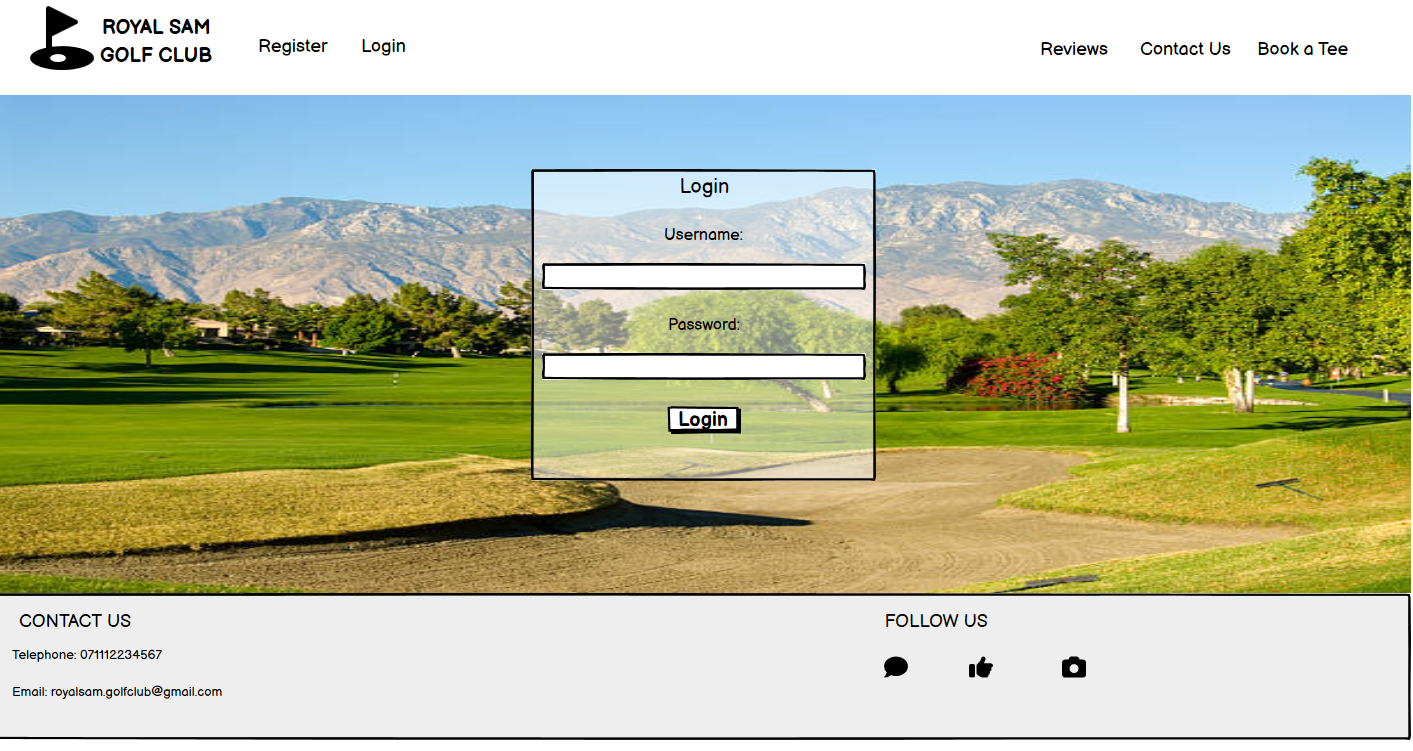 ROYAL SAM
GOLF CLUB
Register
Login
Reviews
Contact Us
Book a Tee
Login
Username:
Password:
Login
CONTACT US
Telephone: 071112234567
Email: royalsam.golfclub@gmail.com
FOLLOW US